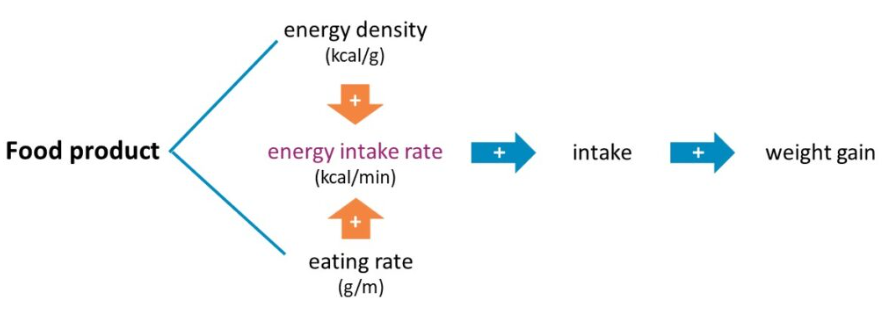 energy density
(kcal/g)
+
Food product
energy intake rate
(kcal/min)
+
intake
+
weight gain
+
eating rate
(g/m)